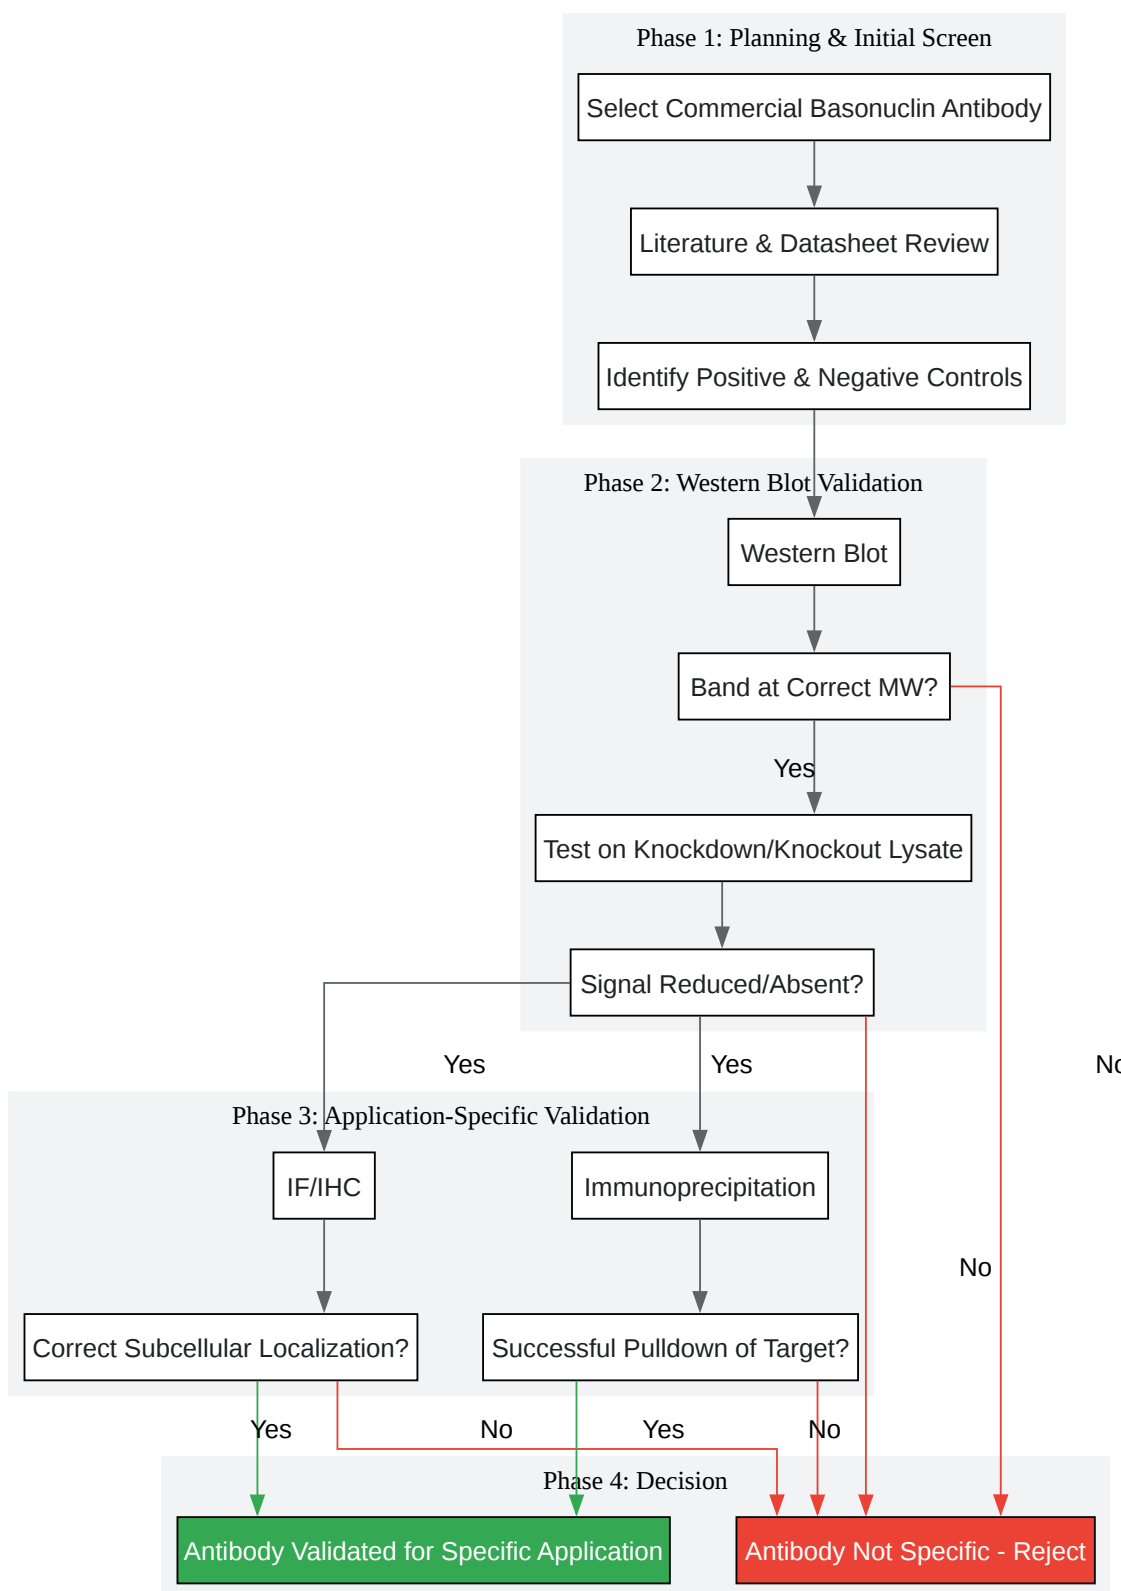 Phase 1: Planning & Initial Screen
Select Commercial Basonuclin Antibody
Literature & Datasheet Review
Identify Positive & Negative Controls
Phase 2: Western Blot Validation
Western Blot
Band at Correct MW?
Yes
Test on Knockdown/Knockout Lysate
Signal Reduced/Absent?
Yes
Yes
No
Phase 3: Application-Specific Validation
IF/IHC
Immunoprecipitation
No
Correct Subcellular Localization?
Successful Pulldown of Target?
Yes
No
Yes
No
Phase 4: Decision
Antibody Validated for Specific Application
Antibody Not Specific - Reject